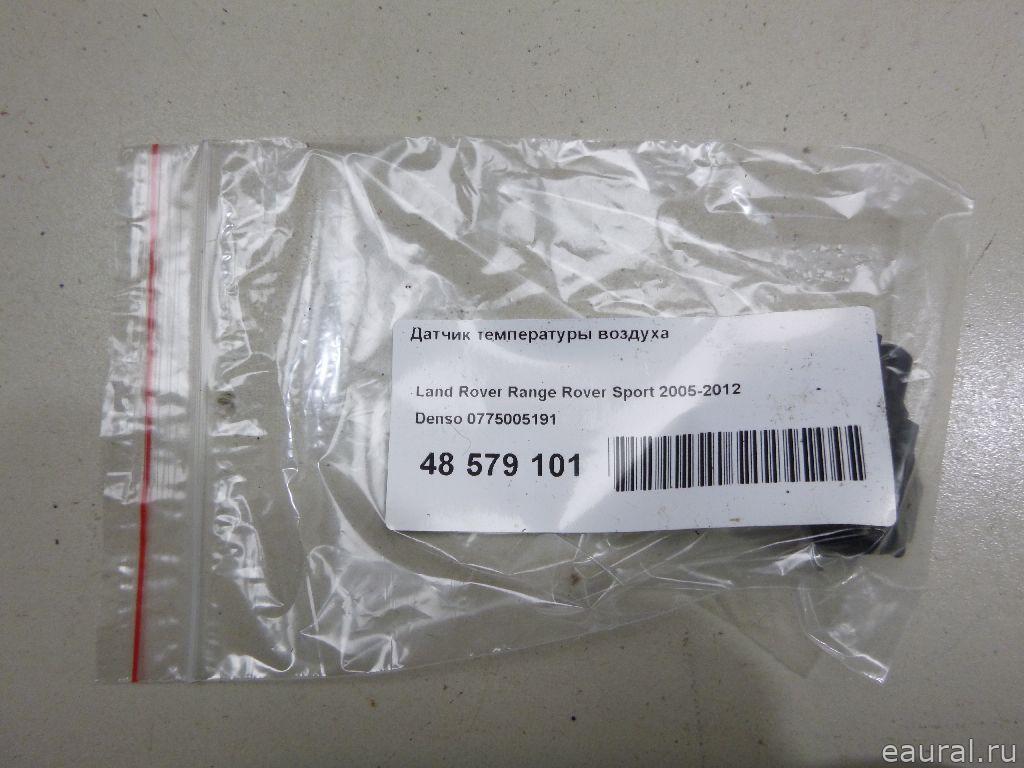 Датчик температуры воздуха
Land Rover Range Rover Sport 2005-2012
Denso 0775005191
48 579 101
eaural.ru